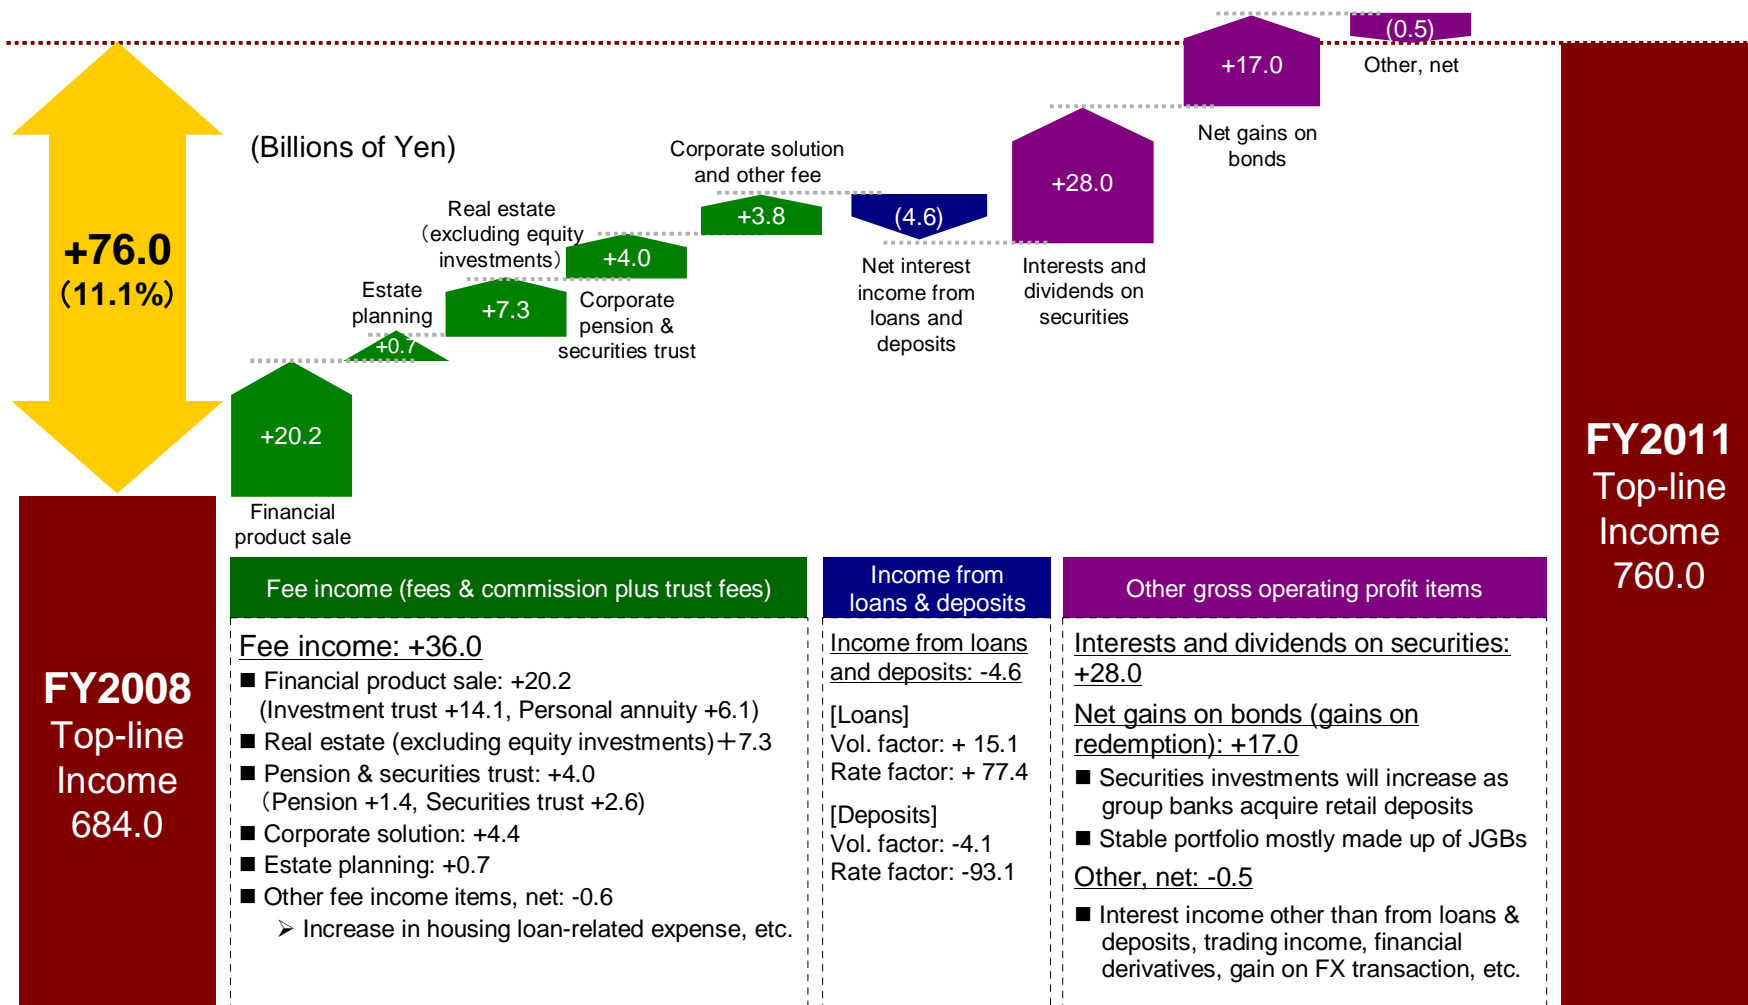 (0.5)
+17.0
Other, net
Net gains on
bonds
(Billions of Yen)
Corporate solution
and other fee
+28.0
+3.8
(4.6)
Real estate
（excluding equity
investments）
+4.0
+76.0
（11.1%）
Net interest
income from
loans and
deposits
Interests and
dividends on
securities
Estate
planning
+7.3
Corporate
pension &
securities trust
+0.7
+20.2
Financial
product sale
FY2011
Top-line
Income
760.0
FY2008
Top-line
Income
684.0
Fee income (fees & commission plus trust fees)
Fee income: +36.0
■ Financial product sale: +20.2
(Investment trust +14.1, Personal annuity +6.1)
■ Real estate (excluding equity investments)＋7.3
■ Pension & securities trust: +4.0
（Pension +1.4, Securities trust +2.6)
■ Corporate solution: +4.4
■ Estate planning: +0.7
■ Other fee income items, net: -0.6
➢ Increase in housing loan-related expense, etc.
Income from
loans & deposits
Income from loans
and deposits: -4.6
[Loans]
Vol. factor: + 15.1
Rate factor: + 77.4
[Deposits]
Vol. factor: -4.1
Rate factor: -93.1
Other gross operating profit items
Interests and dividends on securities:
+28.0
Net gains on bonds (gains on
redemption): +17.0
■ Securities investments will increase as
group banks acquire retail deposits
■ Stable portfolio mostly made up of JGBs
Other, net: -0.5
■ Interest income other than from loans &
deposits, trading income, financial
derivatives, gain on FX transaction, etc.